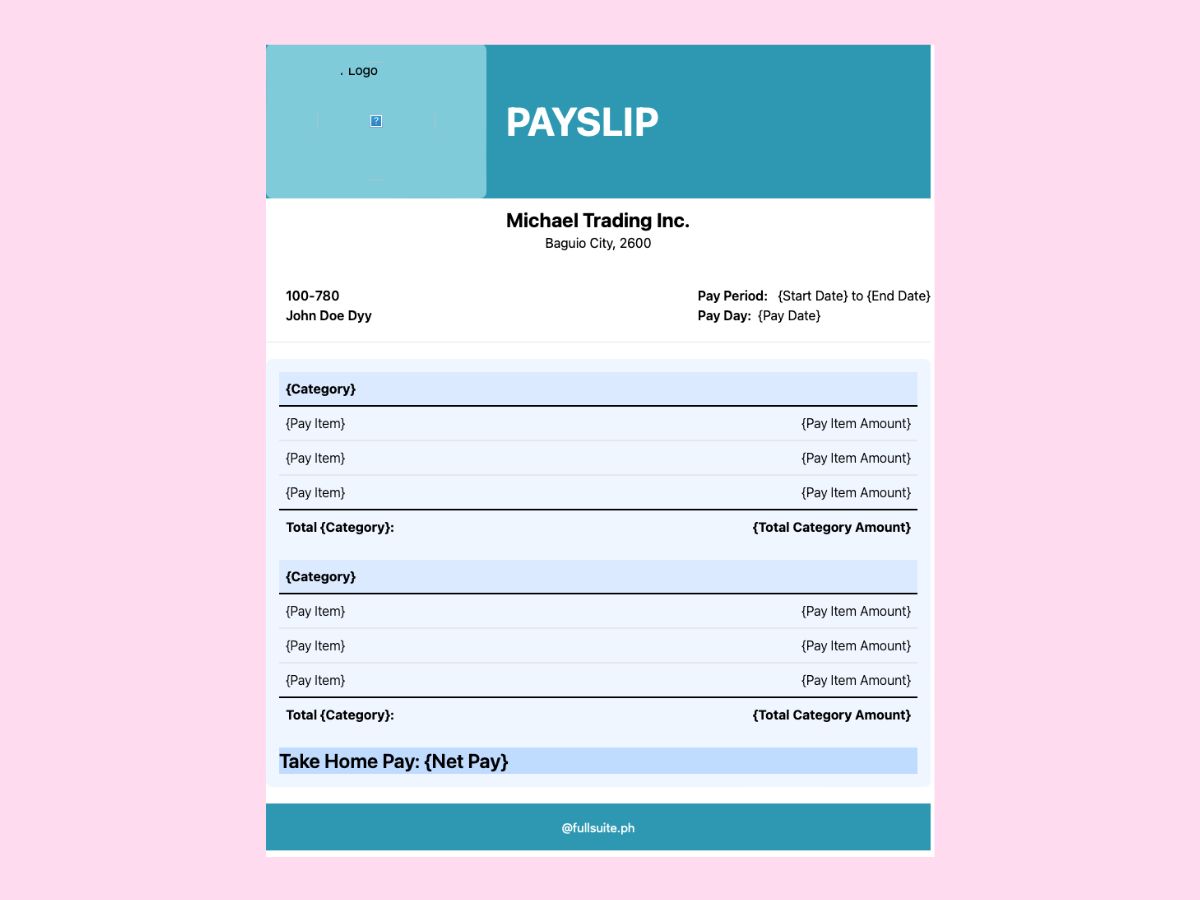 . Logo
?
PAYSLIP
Michael Trading Inc.
Baguio City, 2600
100-780
John Doe Dyy
Pay Period: {Start Date} to {End Date}
Pay Day: {Pay Date}
{Category}
{Pay Item} {Pay Item Amount}
{Pay Item} {Pay Item Amount}
{Pay Item} {Pay Item Amount}
Total {Category}: {Total Category Amount}
{Category}
{Pay Item} {Pay Item Amount}
{Pay Item} {Pay Item Amount}
{Pay Item} {Pay Item Amount}
Total {Category}: {Total Category Amount}
Take Home Pay: {Net Pay}
@fullsuite.ph